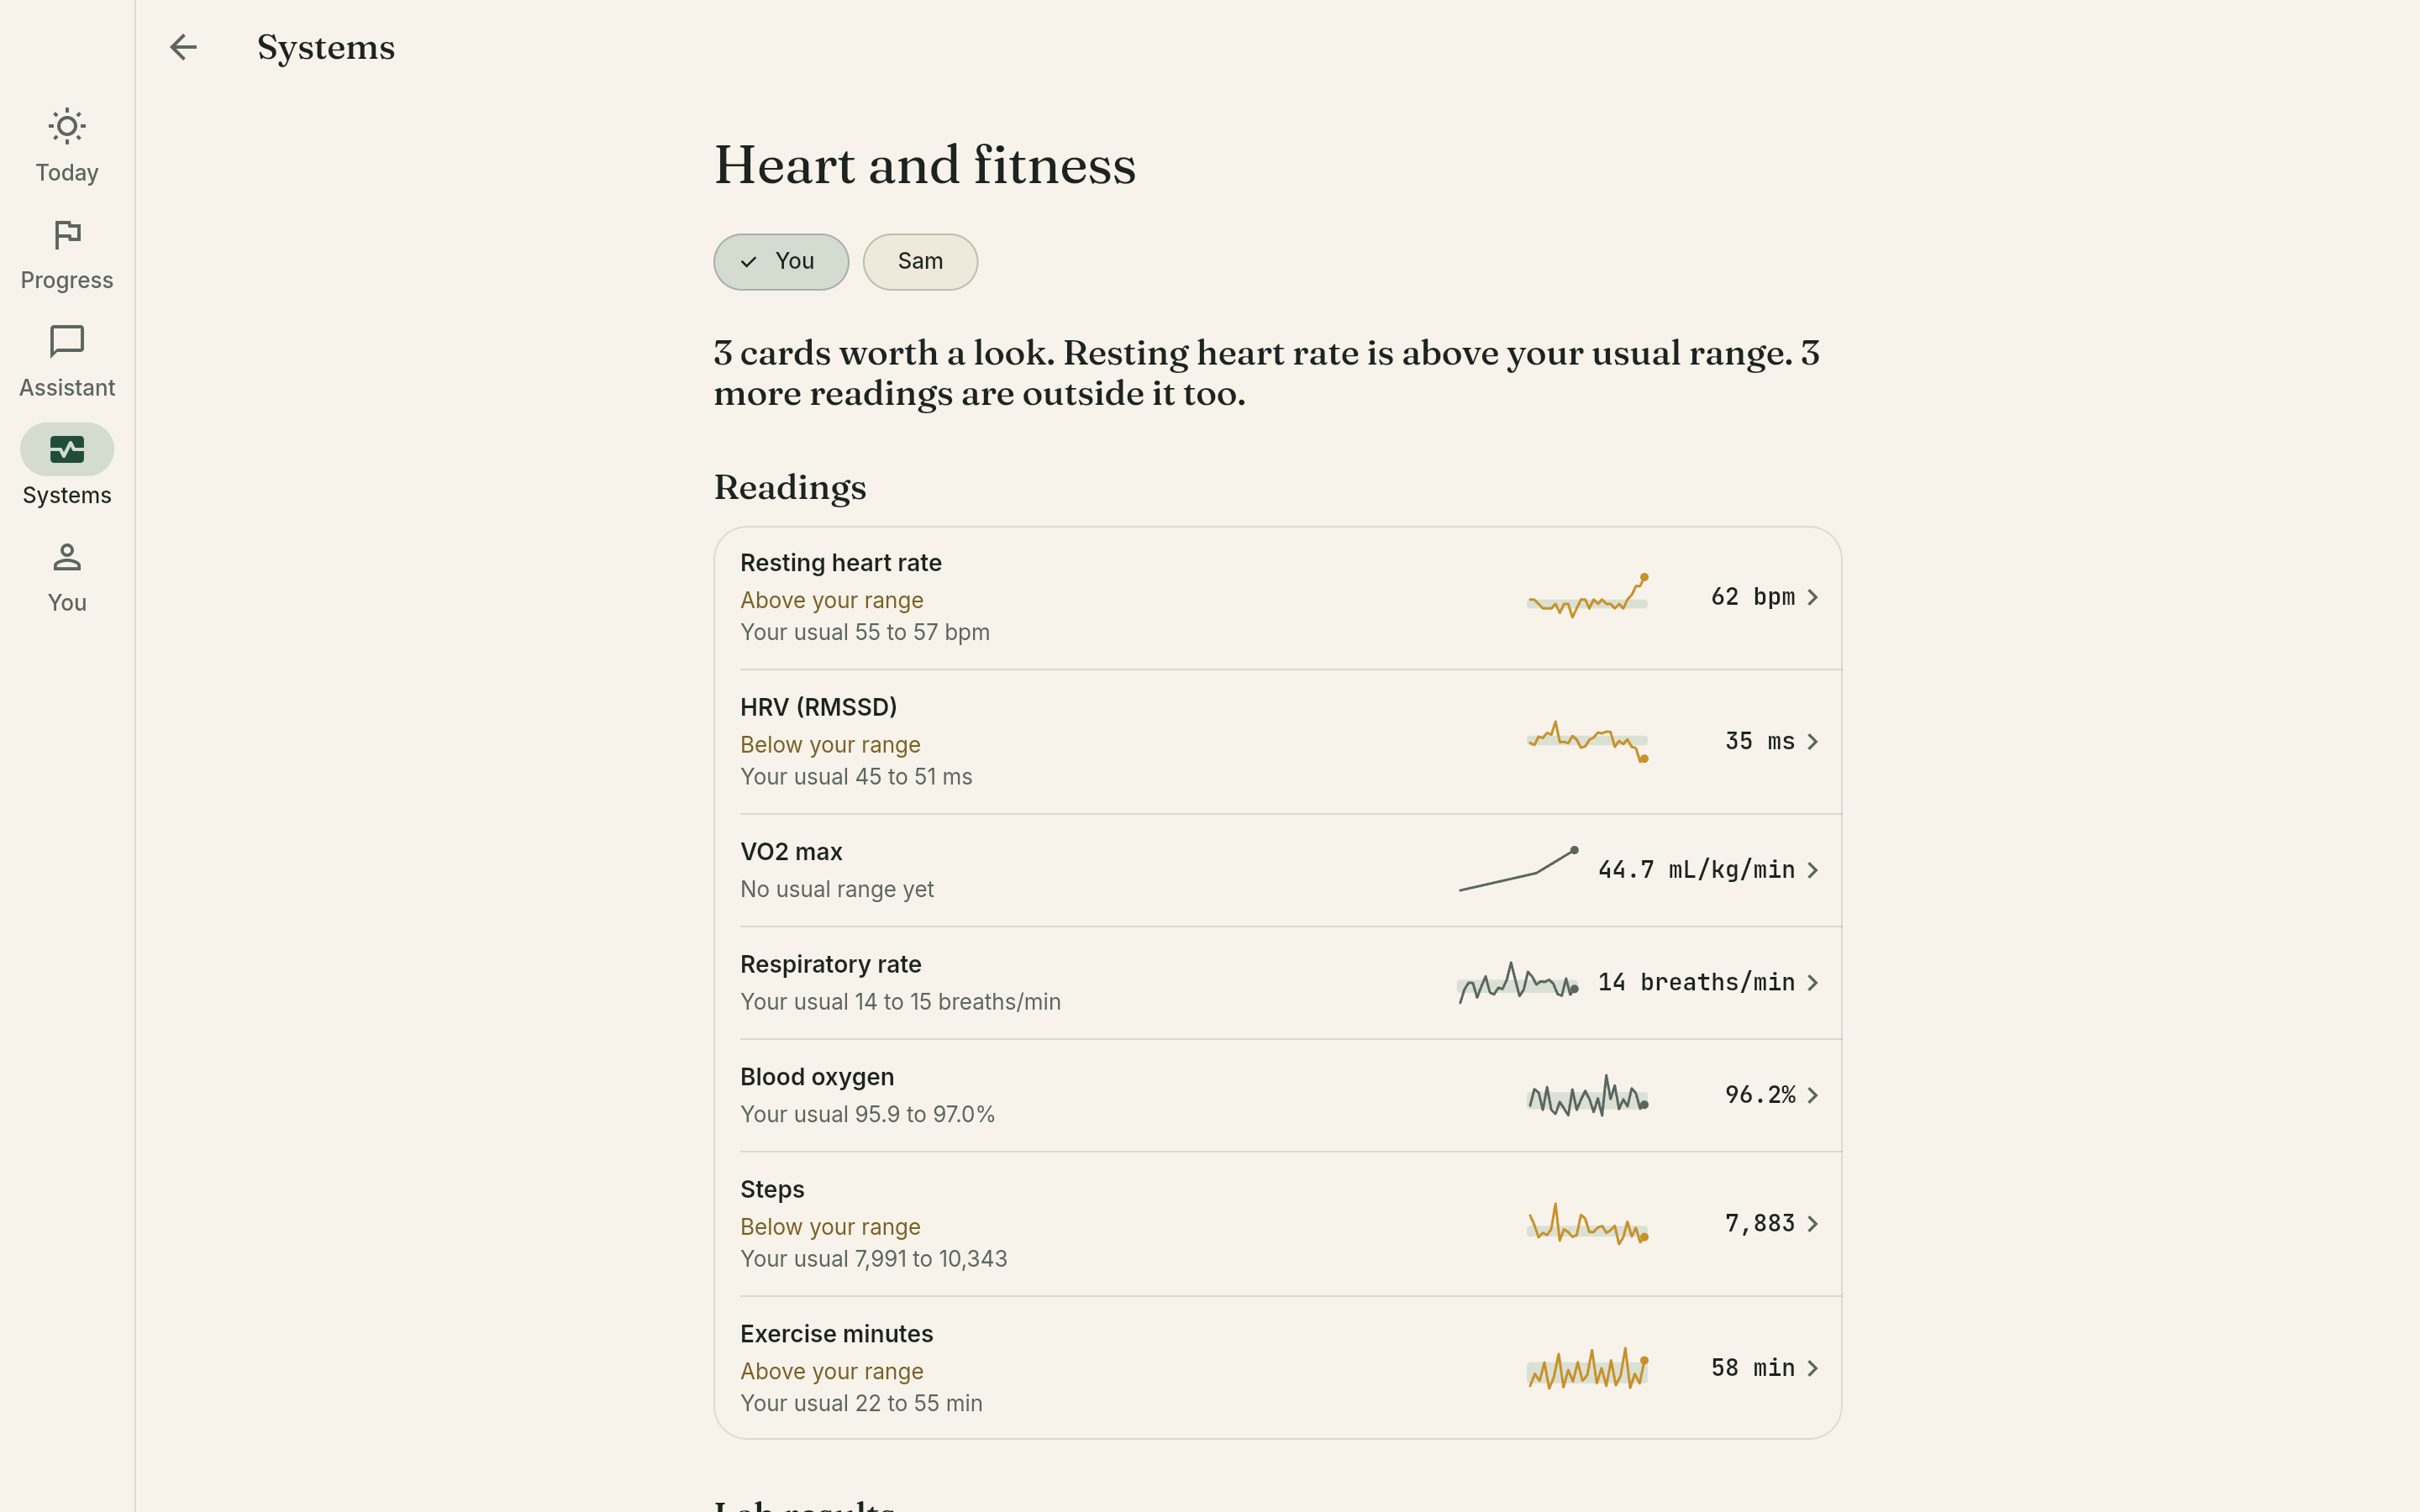 Systems
Today
Progress
Assistant
Systems
You
Heart and fitness
You
Sam
3 cards worth a look. Resting heart rate is above your usual range. 3
more readings are outside it too.
Readings
Resting heart rate
Above your range
Your usual 55 to 57 bpm
62 bpm
HRV (RMSSD)
Below your range
Your usual 45 to 51 ms
35 ms
VO2 max
No usual range yet
44.7 mL/kg/min
Respiratory rate
Your usual 14 to 15 breaths/min
14 breaths/min
Blood oxygen
Your usual 95.9 to 97.0%
96.2%
Steps
Below your range
Your usual 7,991 to 10,343
7,883
Exercise minutes
Above your range
Your usual 22 to 55 min
58 min
Lab results